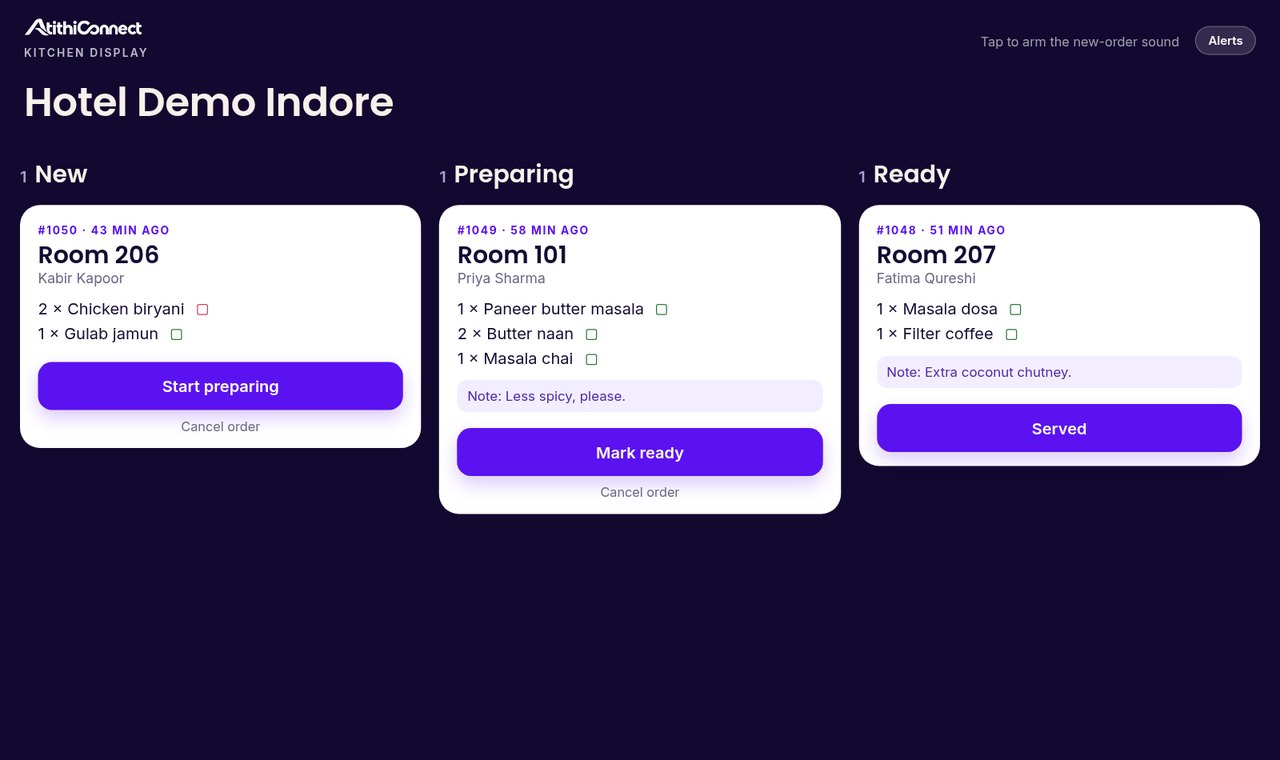 AtithiConnect
KITCHEN DISPLAY
Tap to arm the new-order sound
Alerts
Hotel Demo Indore
1 New
#1050 · 43 MIN AGO
Room 206
Kabir Kapoor
2 × Chicken biryani
1 × Gulab jamun
Start preparing
Cancel order
1 Preparing
#1049 · 58 MIN AGO
Room 101
Priya Sharma
1 × Paneer butter masala
2 × Butter naan
1 × Masala chai
Note: Less spicy, please.
Mark ready
Cancel order
1 Ready
#1048 · 51 MIN AGO
Room 207
Fatima Qureshi
1 × Masala dosa
1 × Filter coffee
Note: Extra coconut chutney.
Served